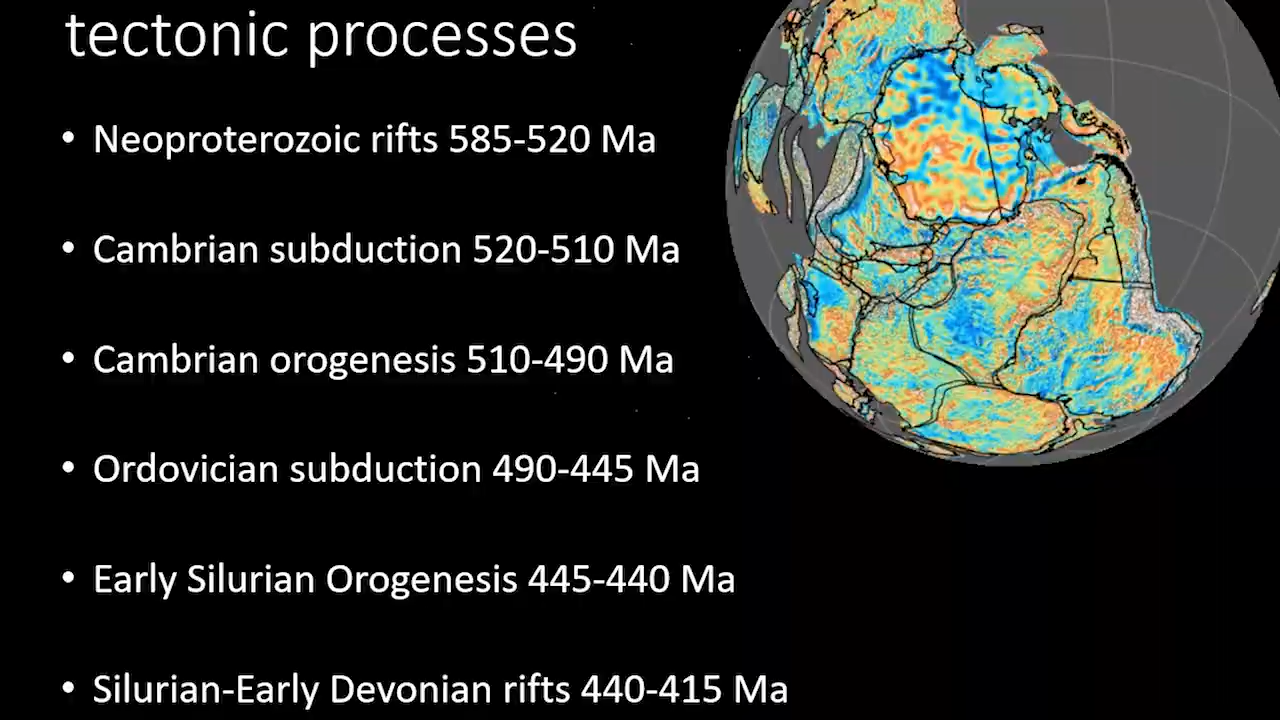 tectonic processes
• Neoproterozoic rifts 585-520 Ma
• Cambrian subduction 520-510 Ma
• Cambrian orogenesis 510-490 Ma
• Ordovician subduction 490-445 Ma
• Early Silurian Orogenesis 445-440 Ma
• Silurian-Early Devonian rifts 440-415 Ma